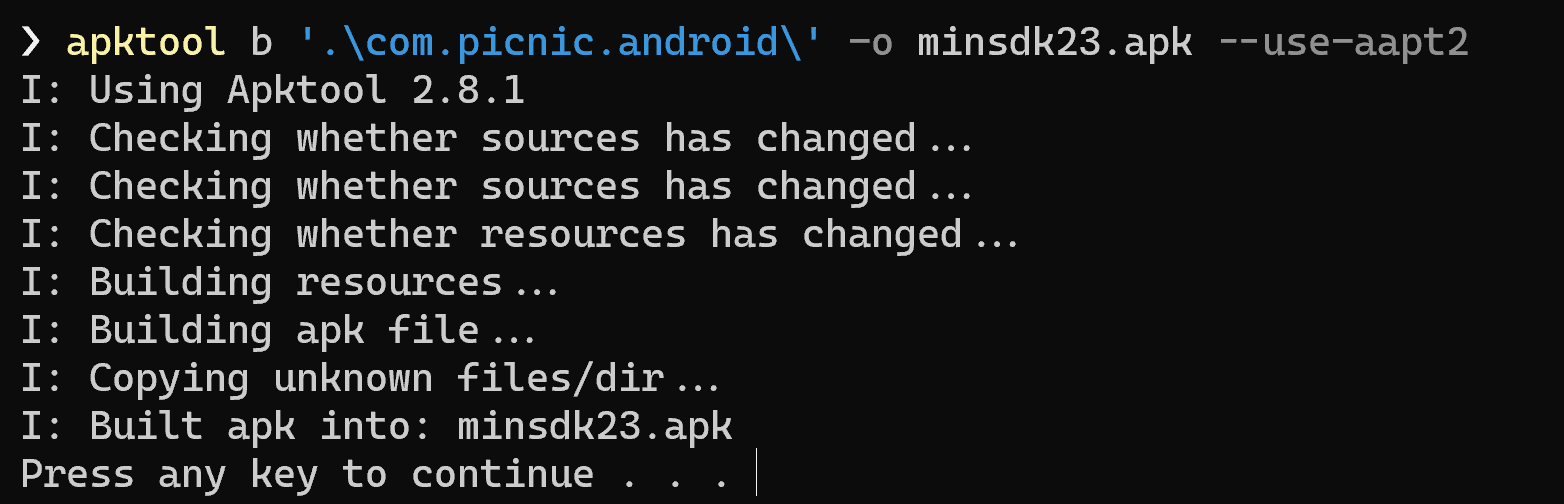 ❯ apktool b '.\com.picnic.android\' -o minsdk23.apk --use-aapt2
I: Using Apktool 2.8.1
I: Checking whether sources has changed...
I: Checking whether sources has changed...
I: Checking whether resources has changed...
I: Building resources...
I: Building apk file...
I: Copying unknown files/dir...
I: Built apk into: minsdk23.apk
Press any key to continue . . .